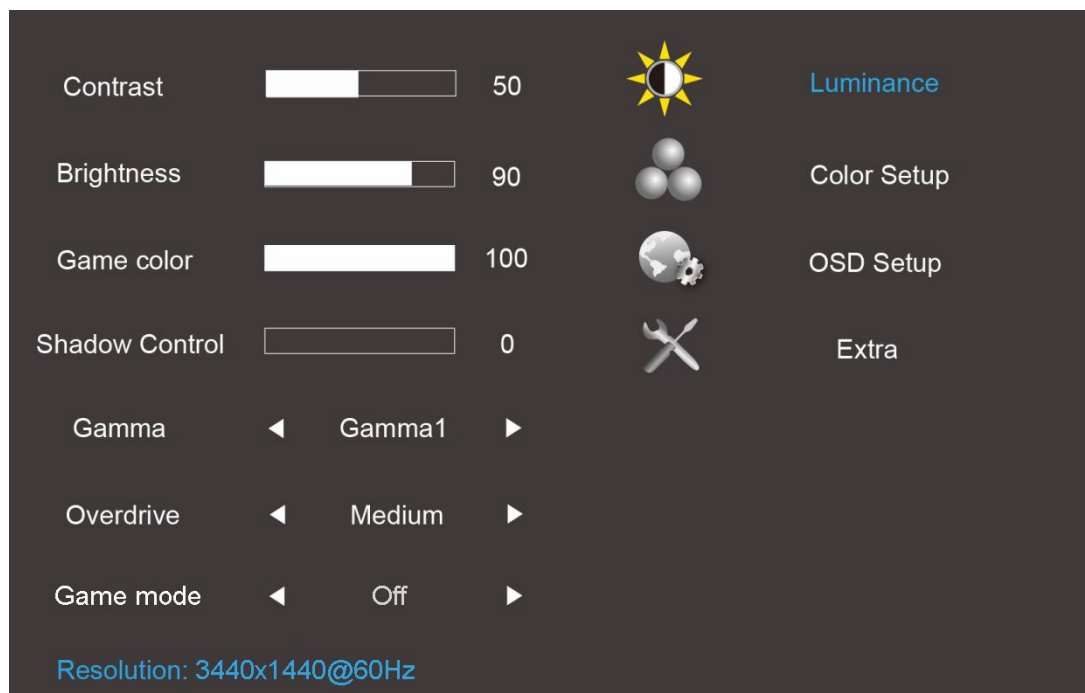 Contrast 50 Luminance
Brightness 90 Color Setup
Game color 100 OSD Setup
Shadow Control 0 Extra
Gamma Gamma1
Overdrive Medium
Game mode Off
Resolution: 3440x1440@60Hz